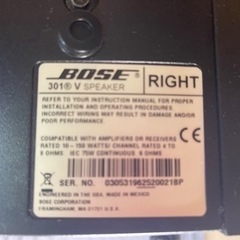 BOSE
301® V SPEAKER
RIGHT
REFER TO YOUR INSTRUCTION MANUAL FOR PROPER
INSTALLATION AND OPERATING PROCEDURES.
INCORRECT WIRING MAY RESULT IN DAMAGE AND/OR
POOR PERFORMANCE
COMPATIBLE WITH AMPLIFIERS OR RECEIVERS
RATED 10 - 150 WATTS/ CHANNEL RATED 4 TO
8 OHMS IEC 75W CONTINUOUS 8 OHMS
CE
SER. NO. 030531962520021BP
ENGINEERED IN THE USA. MADE IN MEXICO
BOSE CORPORATION
FRAMINGHAM, MA 01701 U.S.A.